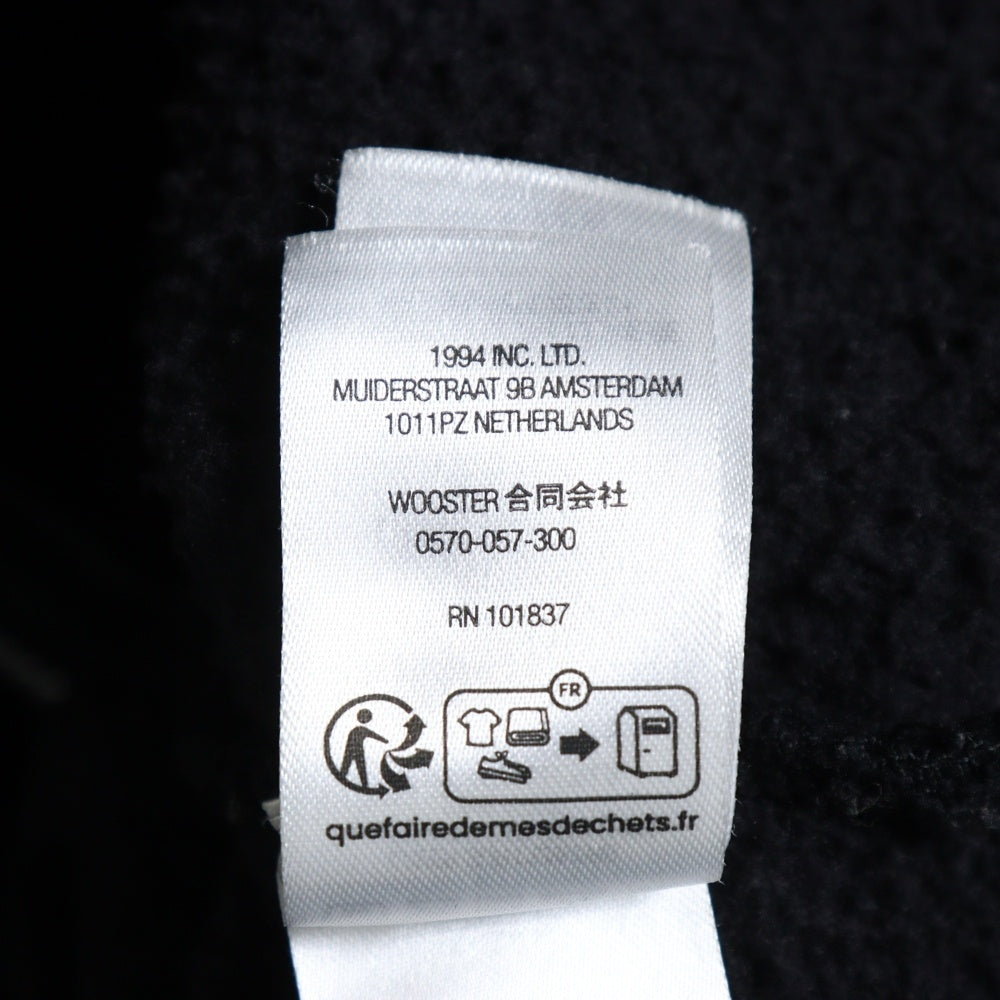 1994 INC. LTD.
MUIDERSTRAAT 9B AMSTERDAM
1011PZ NETHERLANDS
WOOSTER 合同会社
0570-057-300
RN 101837
FR
quefairedemesdechets.fr